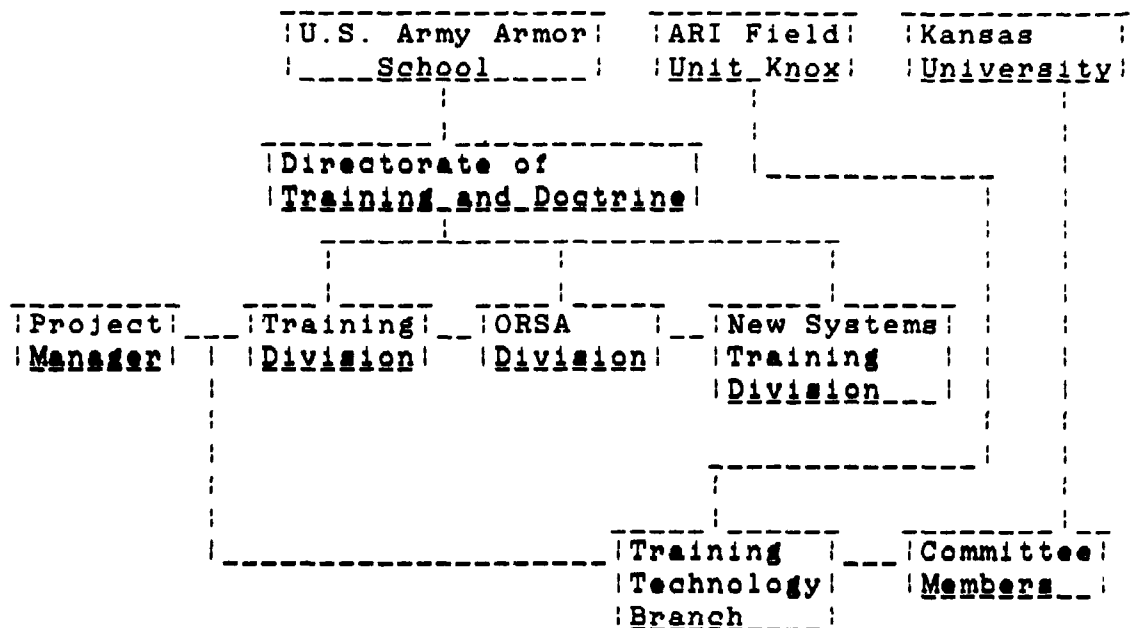 U.S. Army Armor
School
ARI Field
Unit Knox
Kansas
University
Directorate of
Training and Doctrine
Project
Manager
Training
Division
ORSA
Division
New Systems
Training
Division
Training
Technology
Branch
Committee
Members